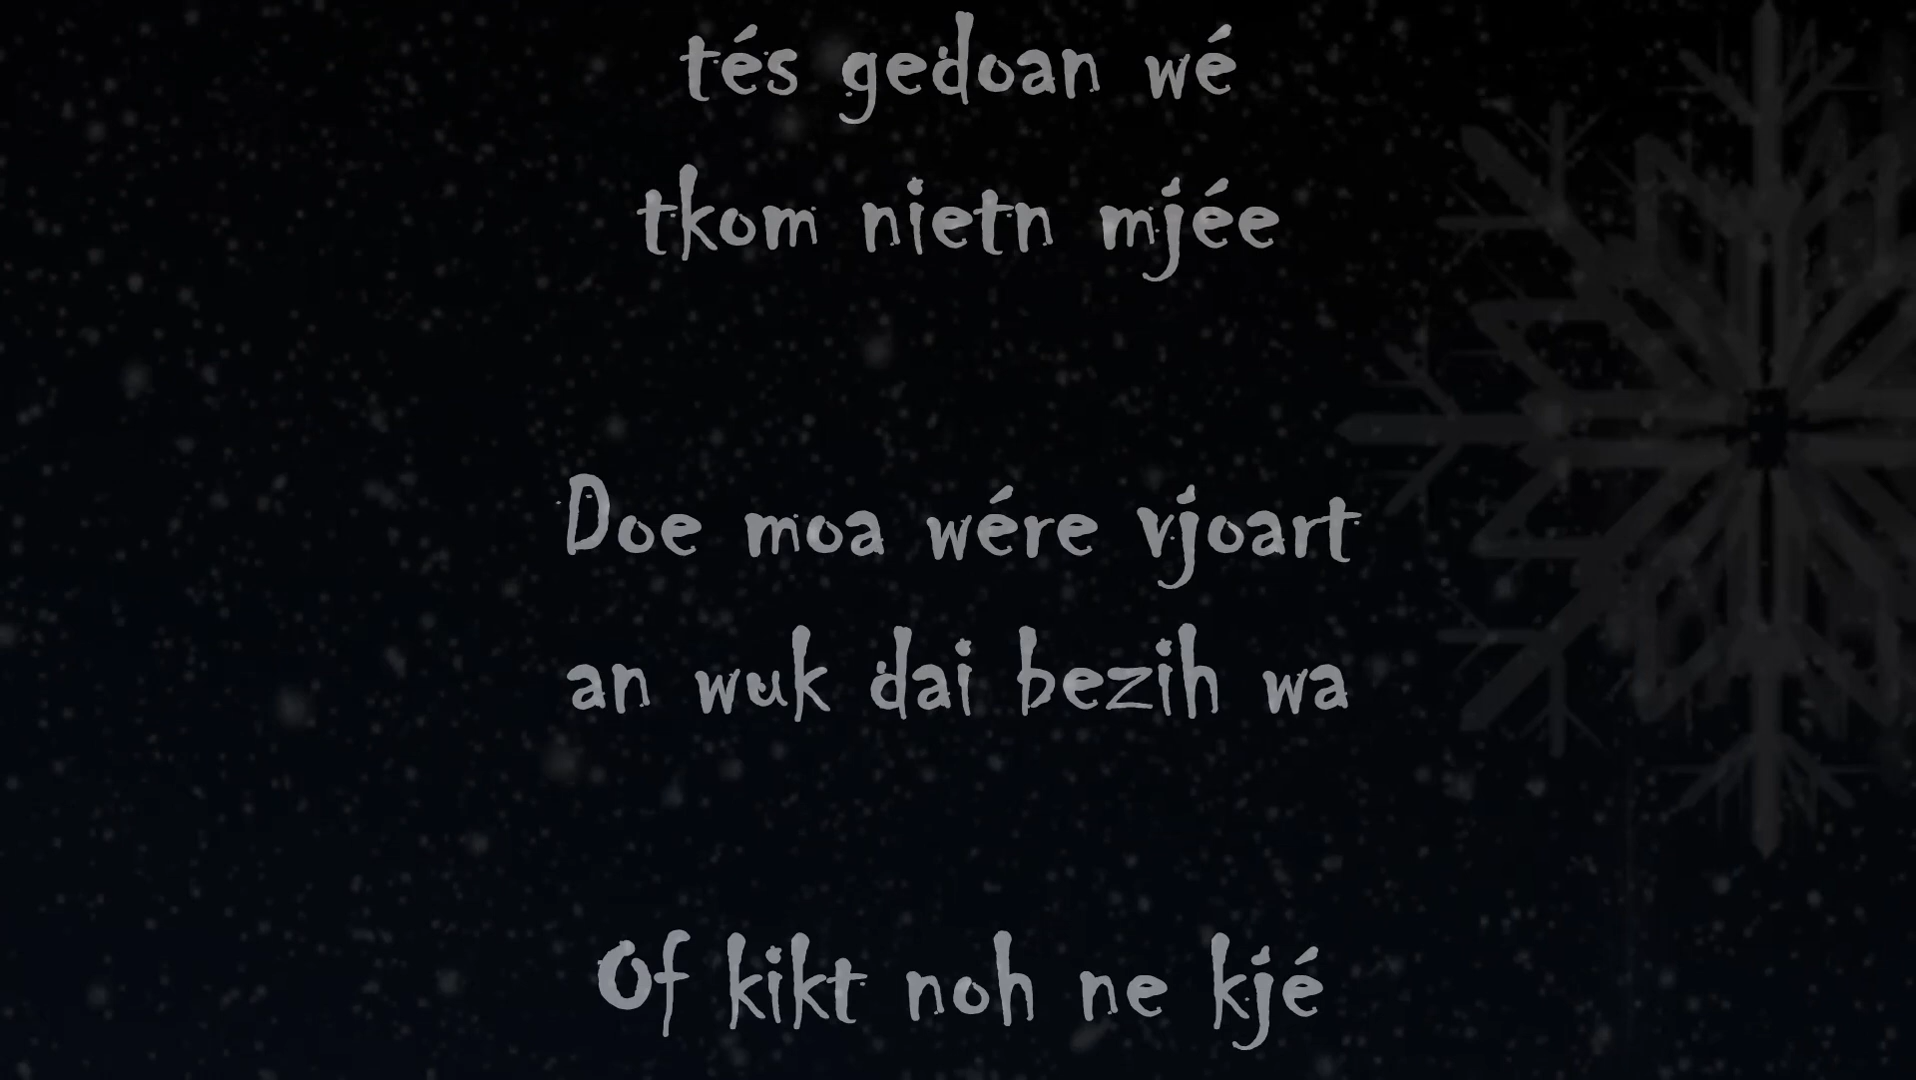 tés gedoan wé
tkom nietn mjée
Doe moa wére vjoart
an wuk dai bezih wa
Of kikt noh ne kjé